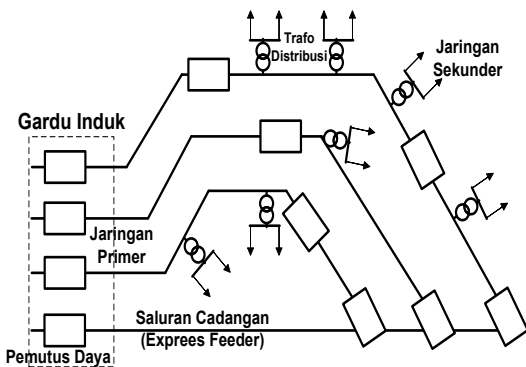 Trafo
Distribusi
Jaringan
Sekunder
Gardu Induk
Jaringan
Primer
Saluran Cadangan
(Exprees Feeder)
Pemutus Daya